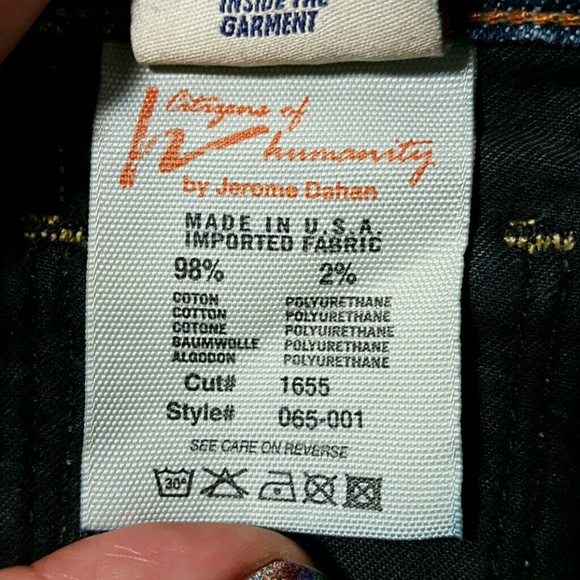 INSIDE THE
GARMENT
Citizens of
humanity
by Jerome Dahan
MADE IN U.S.A.
IMPORTED FABRIC
98% 2%
COTON POLYURETHANE
COTTON POLYURETHANE
COTONE POLYUIRETHANE
BAUMWOLLE POLYURETHANE
ALGODON POLYURETHANE
Cut# 1655
Style# 065-001
SEE CARE ON REVERSE
30°